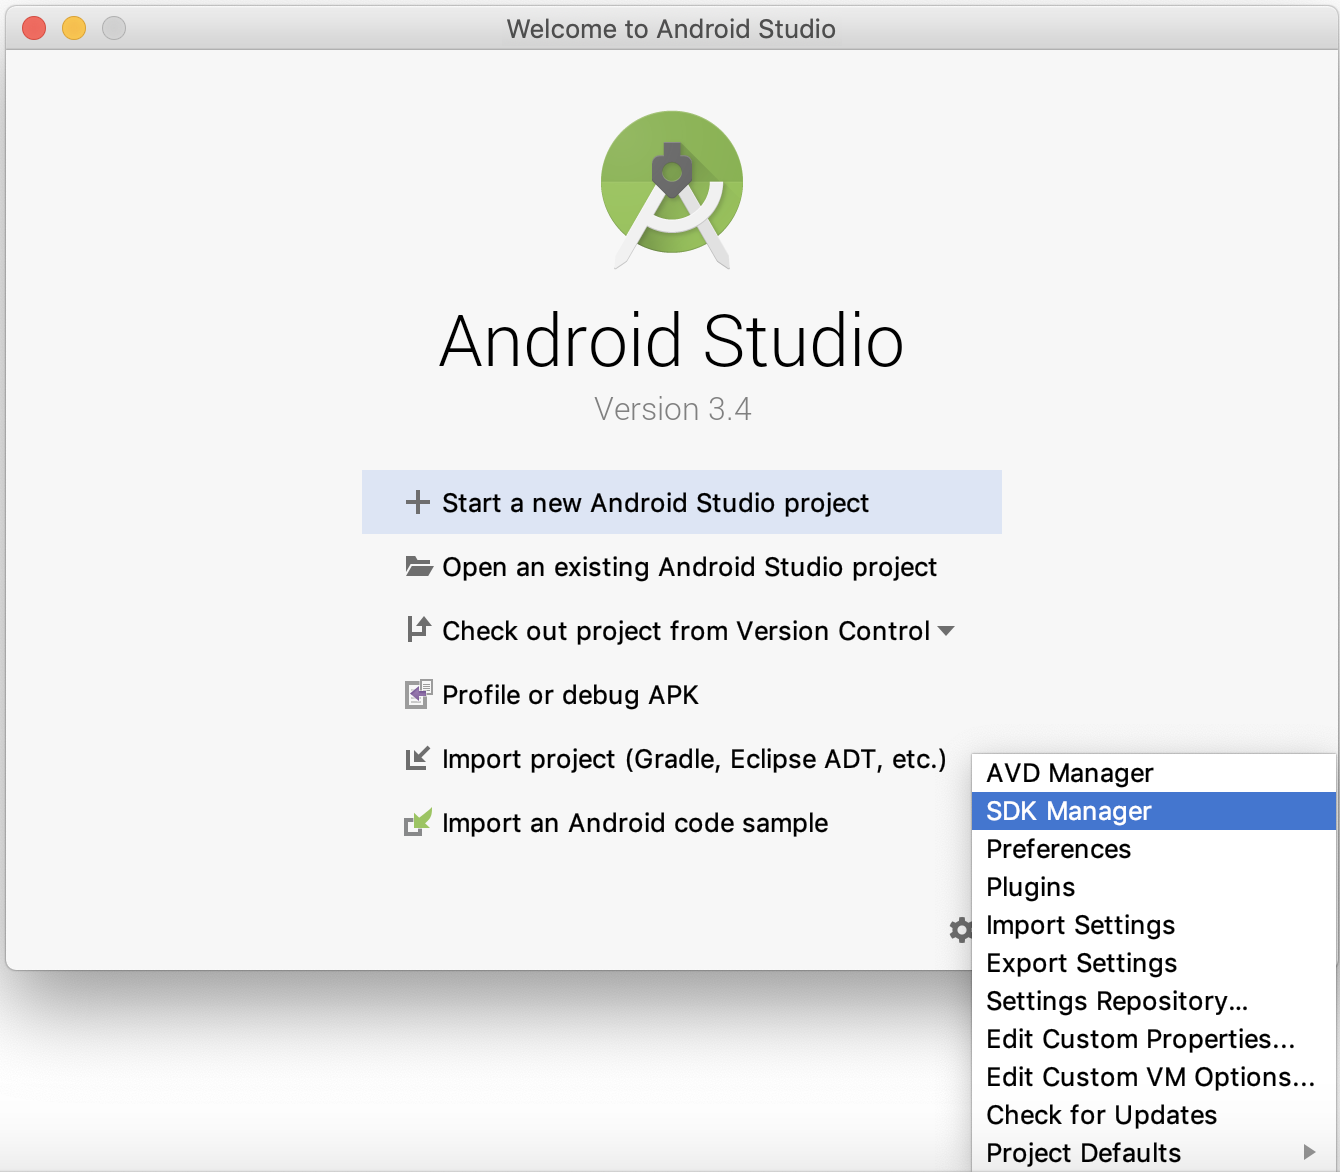 Welcome to Android Studio
Android Studio
Version 3.4
Start a new Android Studio project
Open an existing Android Studio project
Check out project from Version Control
Profile or debug APK
Import project (Gradle, Eclipse ADT, etc.)
Import an Android code sample
AVD Manager
SDK Manager
Preferences
Plugins
Import Settings
Export Settings
Settings Repository...
Edit Custom Properties...
Edit Custom VM Options...
Check for Updates
Project Defaults